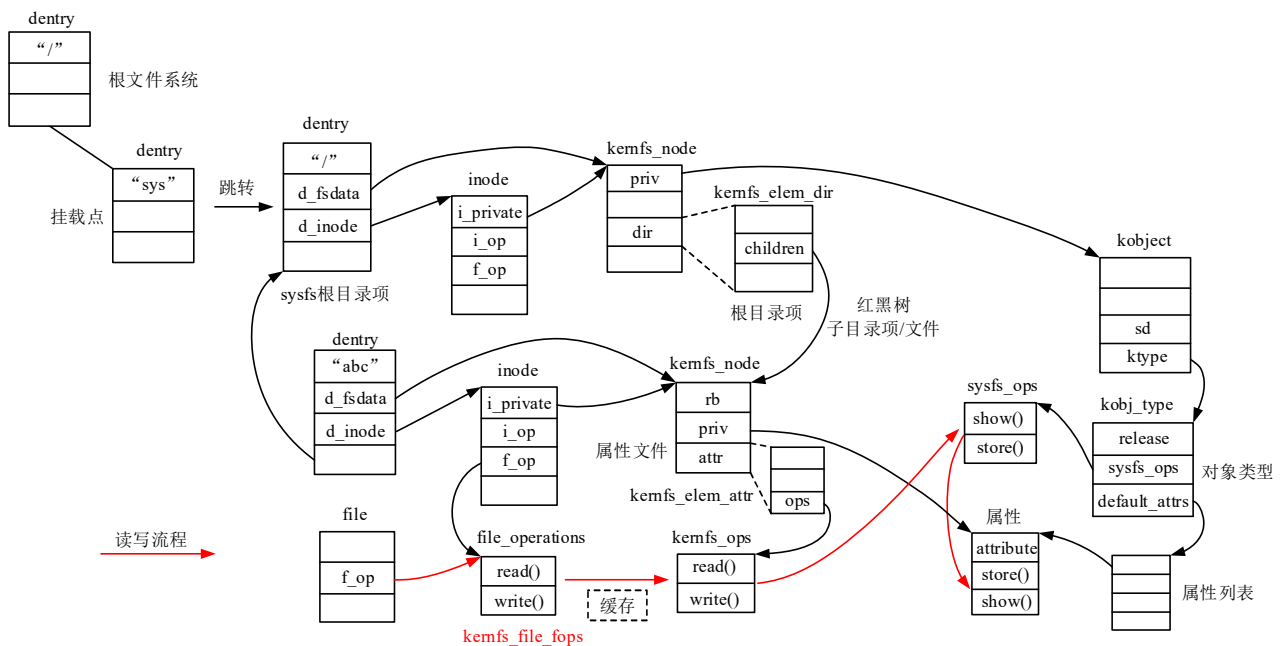 dentry
“/”
根文件系统
dentry
“sys”
挂载点
跳转
dentry
“/”
d_fsdata
d_inode
sysfs根目录项
inode
i_private
i_op
f_op
kernfs_node
priv
dir
kernfs_elem_dir
children
根目录项
红黑树
子目录项/文件
kobject
sd
ktype
dentry
“abc”
d_fsdata
d_inode
inode
i_private
i_op
f_op
kernfs_node
rb
priv
attr
属性文件
kernfs_elem_attr
ops
sysfs_ops
show()
store()
kobj_type
release
sysfs_ops
default_attrs
对象类型
读写流程
file
f_op
file_operations
read()
write()
kernfs_file_fops
缓存
kernfs_ops
read()
write()
属性
attribute
store()
show()
属性列表